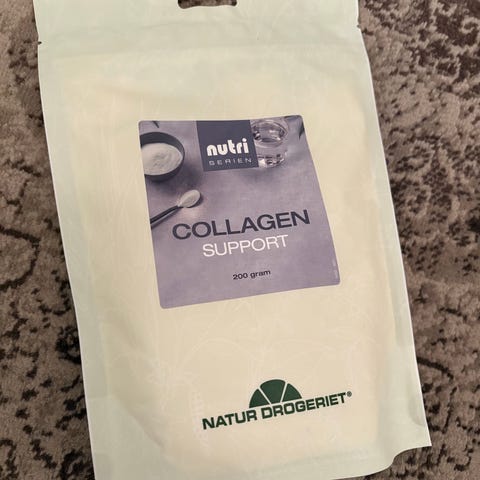 nutri
SERIEN
COLLAGEN
SUPPORT
200 gram
NATUR DROGERIET®